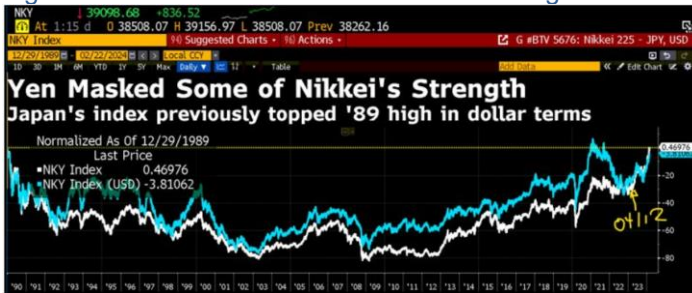 NKY ↓39098.68 +836.52
At 1:15 d O 38508.07 H 39156.97 L 38508.07 Prev 38262.16
NKY Index 94) Suggested Charts 96) Actions G #BTV 5676: Nikkei 225 - JPY, USD
12/29/1989 - 02/22/2024 Local CCY
1D 3D 1M 6M YTD 1Y 5Y Max Daily ▼ Table Add Data « Edit Chart
Yen Masked Some of Nikkei's Strength
Japan's index previously topped '89 high in dollar terms
Normalized As Of 12/29/1989
Last Price
NKY Index 0.46976
NKY Index (USD) -3.81062
0.46976
-3.81062
-20
-40
-60
-80
04/12
'90 '91 '92 '93 '94 '95 '96 '97 '98 '99 '00 '01 '02 '03 '04 '05 '06 '07 '08 '09 '10 '11 '12 '13 '14 '15 '16 '17 '18 '19 '20 '21 '22 '23